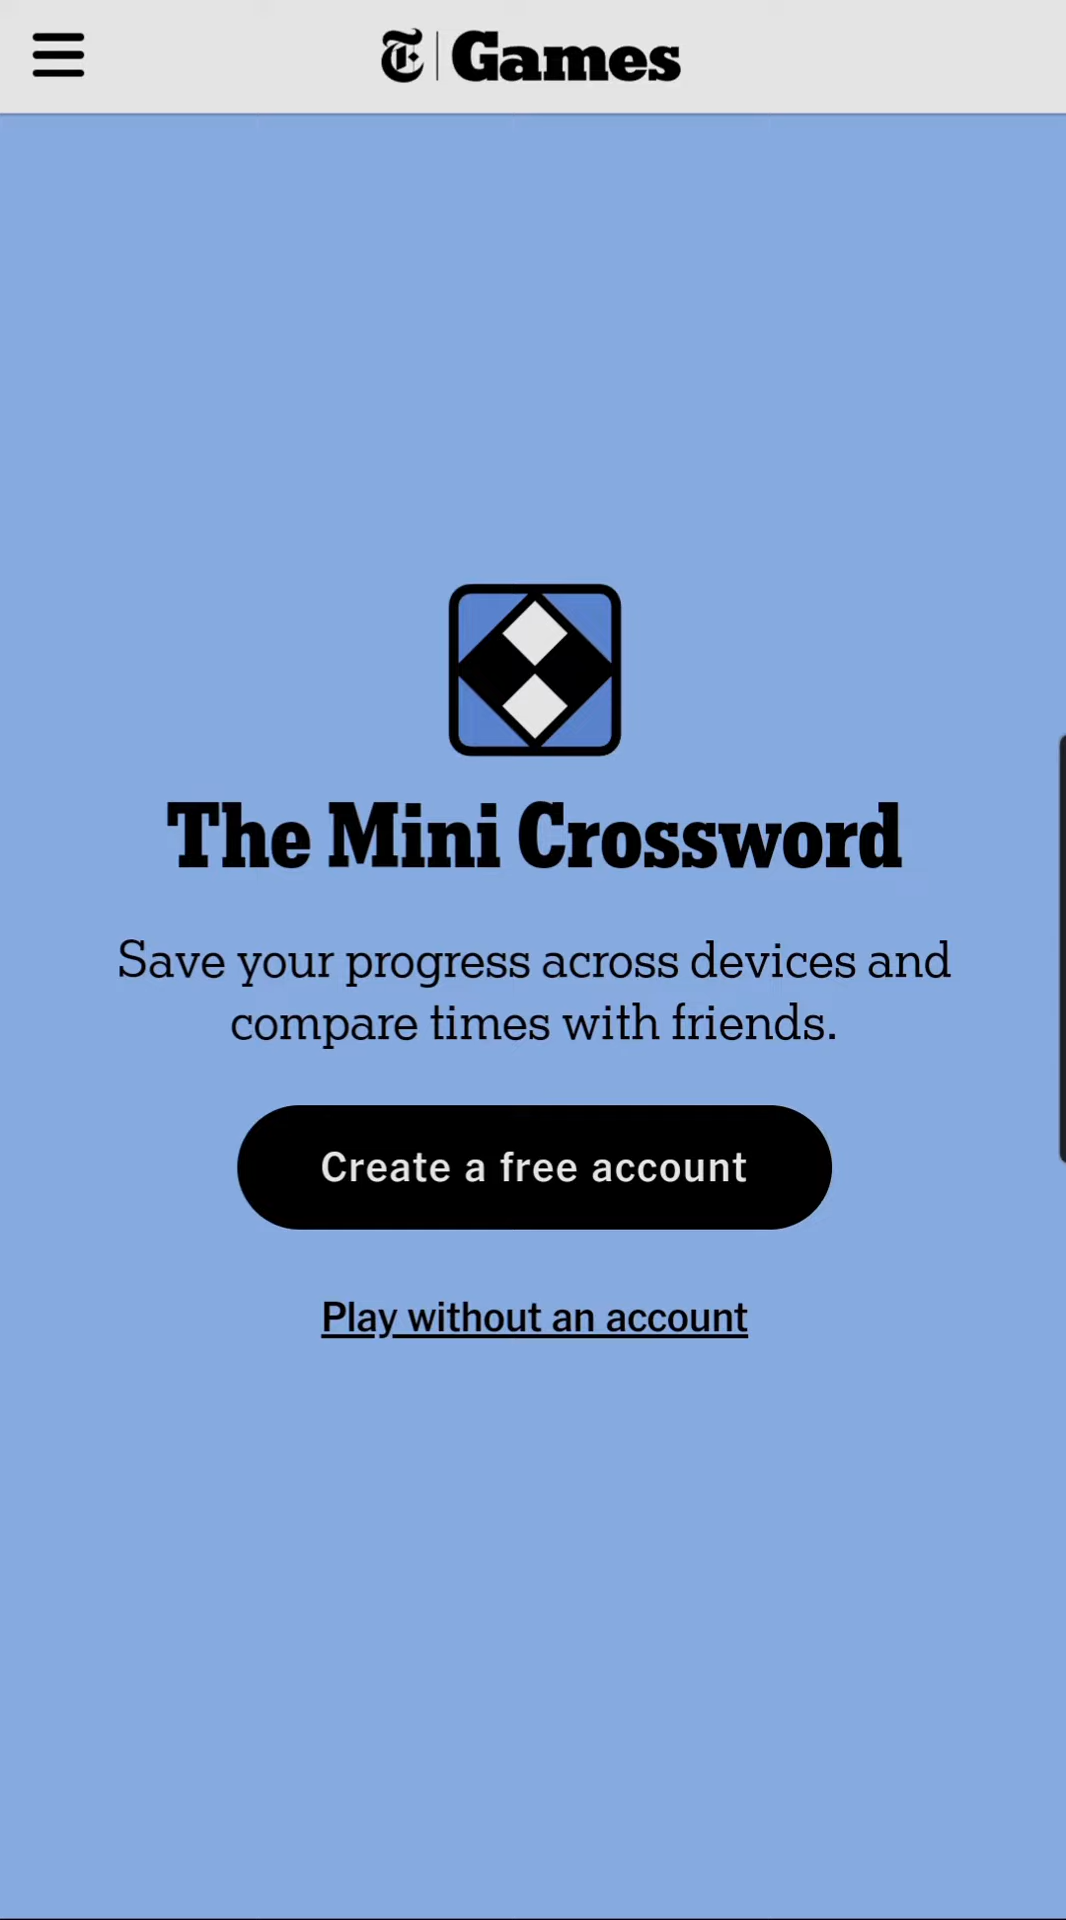 T Games
The Mini Crossword
Save your progress across devices and
compare times with friends.
Create a free account
Play without an account